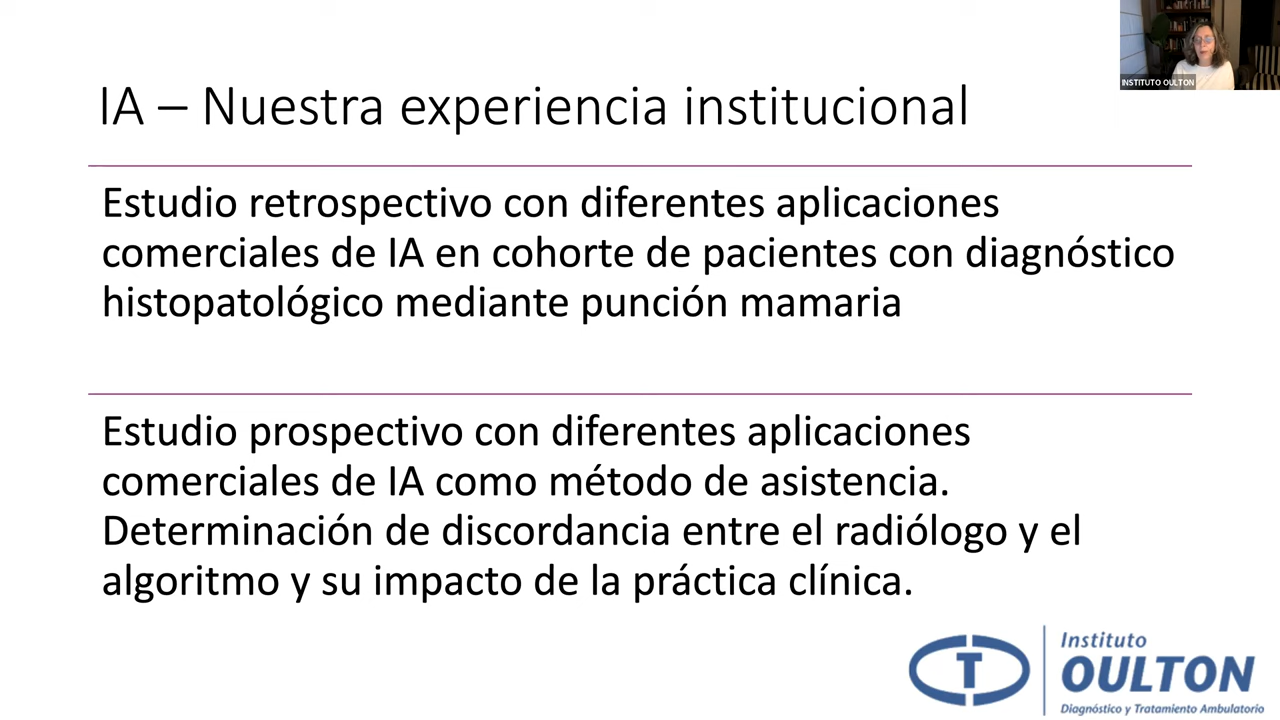 INSTITUTO OULTON
IA – Nuestra experiencia institucional
Estudio retrospectivo con diferentes aplicaciones
comerciales de IA en cohorte de pacientes con diagnóstico
histopatológico mediante punción mamaria
Estudio prospectivo con diferentes aplicaciones
comerciales de IA como método de asistencia.
Determinación de discordancia entre el radiólogo y el
algoritmo y su impacto de la práctica clínica.
Instituto
OULTON
Diagnóstico y Tratamiento Ambulatorio